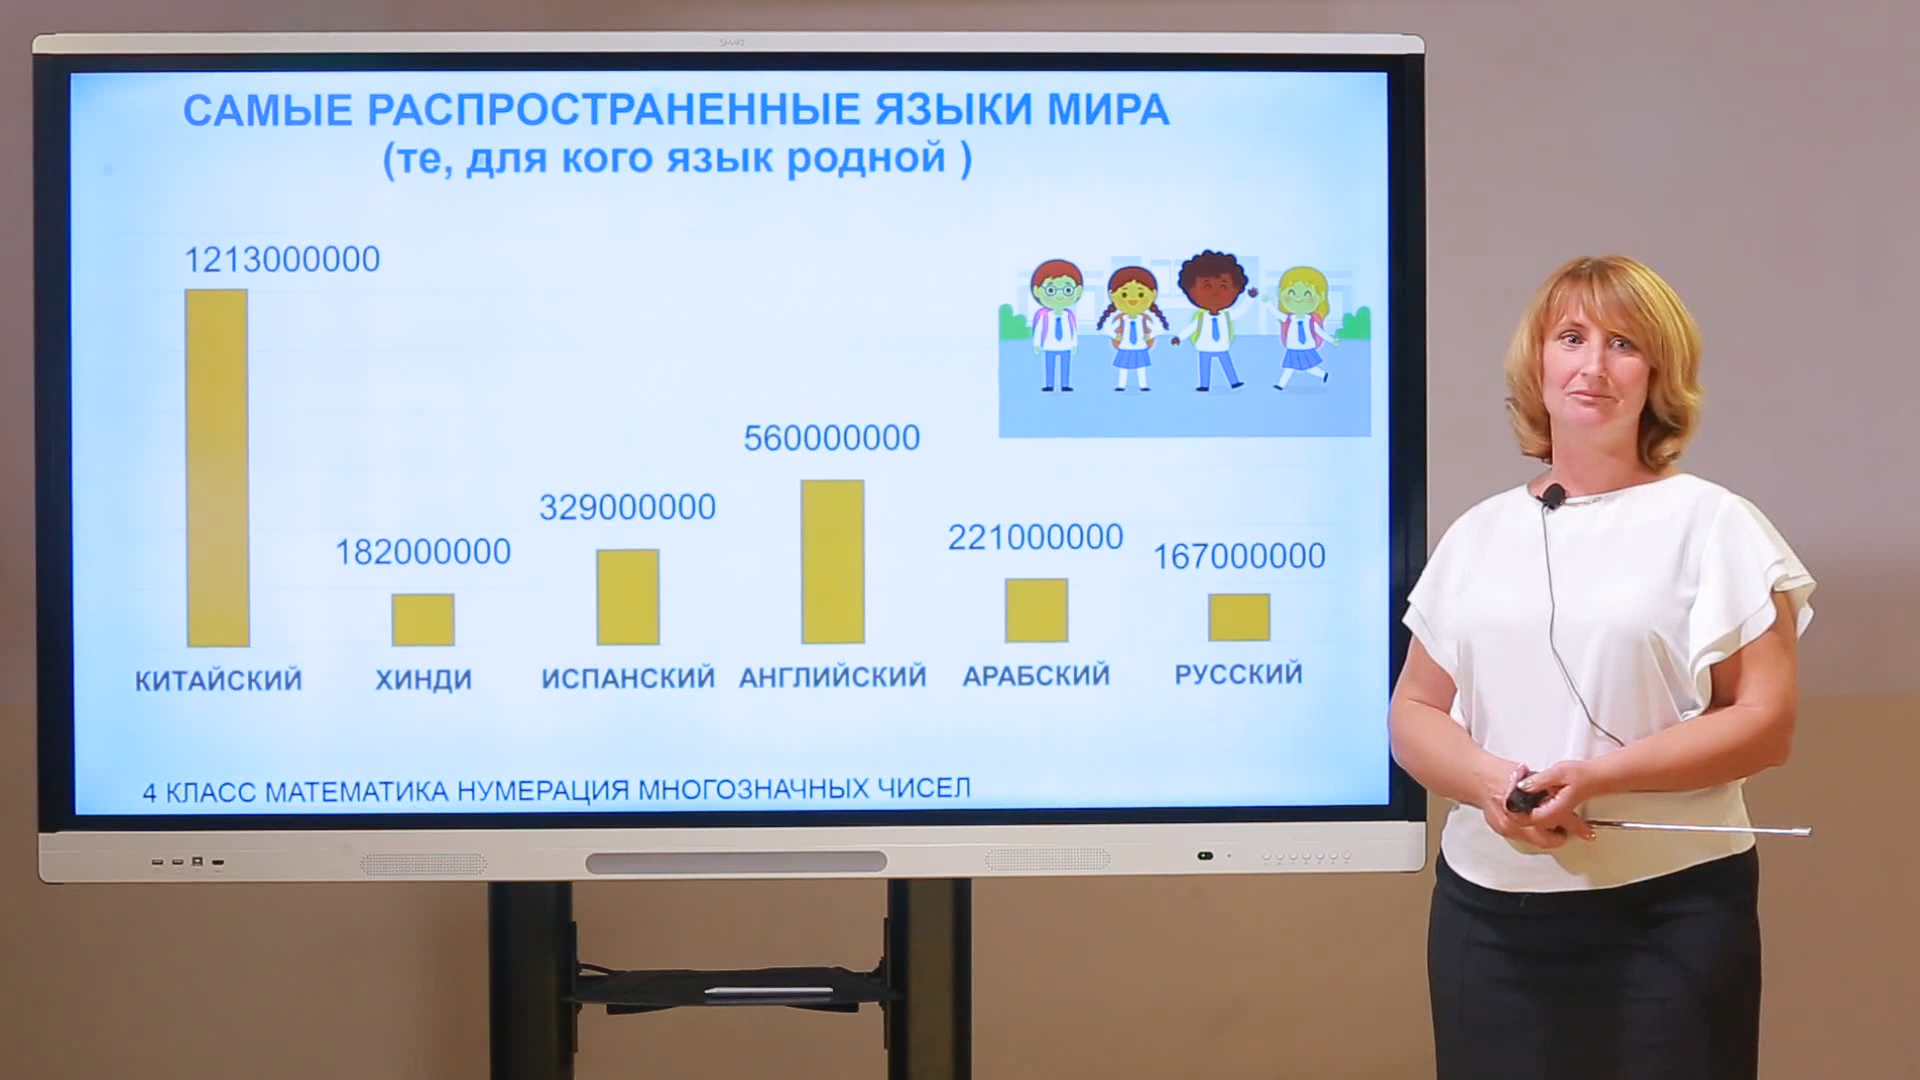 SMART
САМЫЕ РАСПРОСТРАНЕННЫЕ ЯЗЫКИ МИРА
(те, для кого язык родной )
1213000000
182000000
329000000
560000000
221000000
167000000
КИТАЙСКИЙ ХИНДИ ИСПАНСКИЙ АНГЛИЙСКИЙ АРАБСКИЙ РУССКИЙ
4 КЛАСС МАТЕМАТИКА НУМЕРАЦИЯ МНОГОЗНАЧНЫХ ЧИСЕЛ